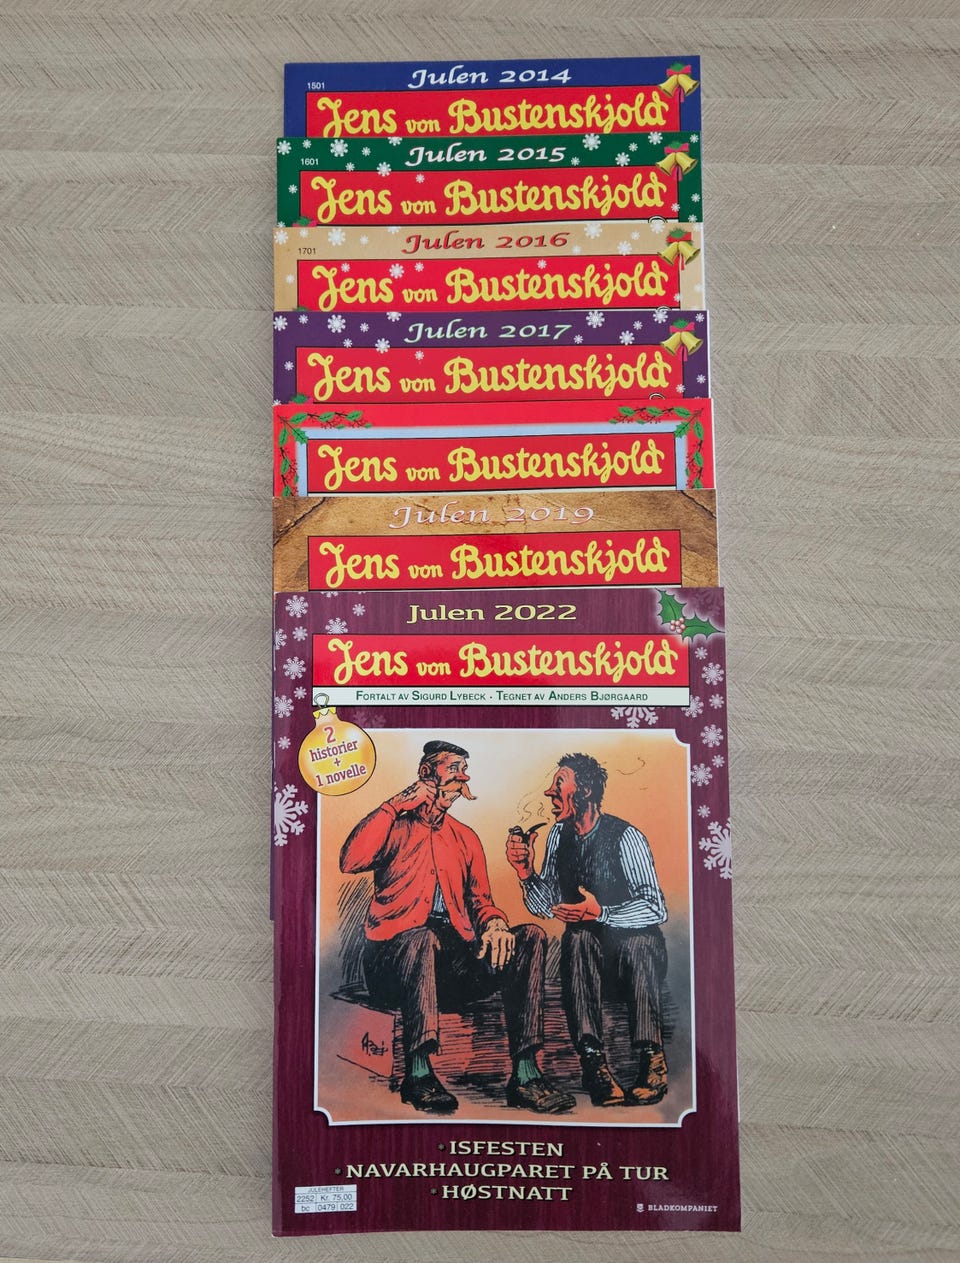 Julen 2014
1501
Jens von Bustenskjold
Julen 2015
1601
Jens von Bustenskjold
Julen 2016
1701
Jens von Bustenskjold
Julen 2017
Jens von Bustenskjold
Jens von Bustenskjold
Julen 2019
Jens von Bustenskjold
Julen 2022
Jens von Bustenskjold
FORTALT AV SIGURD LYBECK - TEGNET AV ANDERS BJØRGAARD
2
historier
+
1 novelle
* ISFESTEN
* NAVARHAUGPARET PÅ TUR
* HØSTNATT
JULEHEFTER
2252 Kr. 75,00
bc 0479 022
BLADKOMPANIET